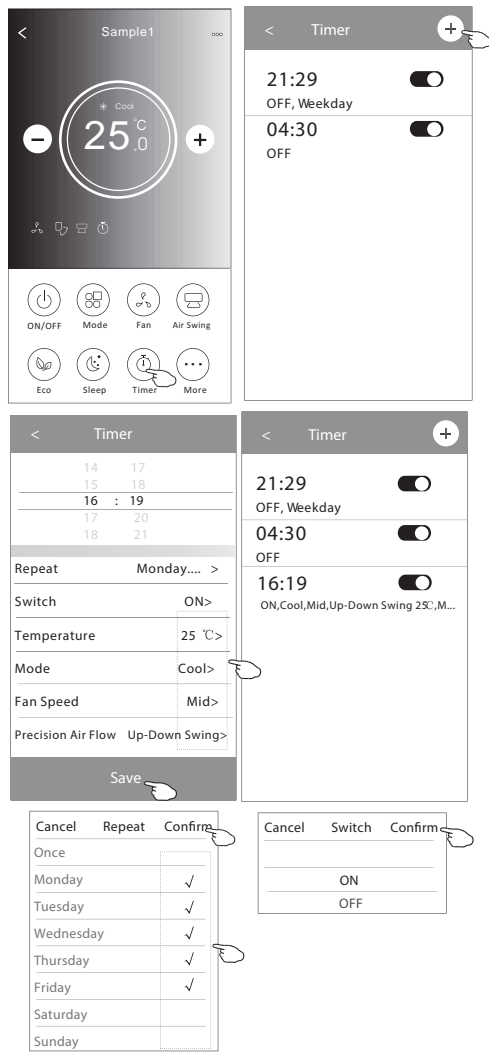 <
Sample1
ooo
Cool
25.0 °C
−
+
ON/OFF
Mode
Fan
Air Swing
Eco
Sleep
Timer
More
< Timer +
21:29
OFF, Weekday
04:30
OFF
< Timer
14 17
15 18
16 : 19
17 20
18 21
Repeat Monday.... >
Switch ON>
Temperature 25 ℃>
Mode Cool>
Fan Speed Mid>
Precision Air Flow Up-Down Swing>
Save
< Timer +
21:29
OFF, Weekday
04:30
OFF
16:19
ON,Cool,Mid,Up-Down Swing 25℃,M...
Cancel Repeat Confirm
Once
Monday √
Tuesday √
Wednesday √
Thursday √
Friday √
Saturday
Sunday
Cancel Switch Confirm
ON
OFF